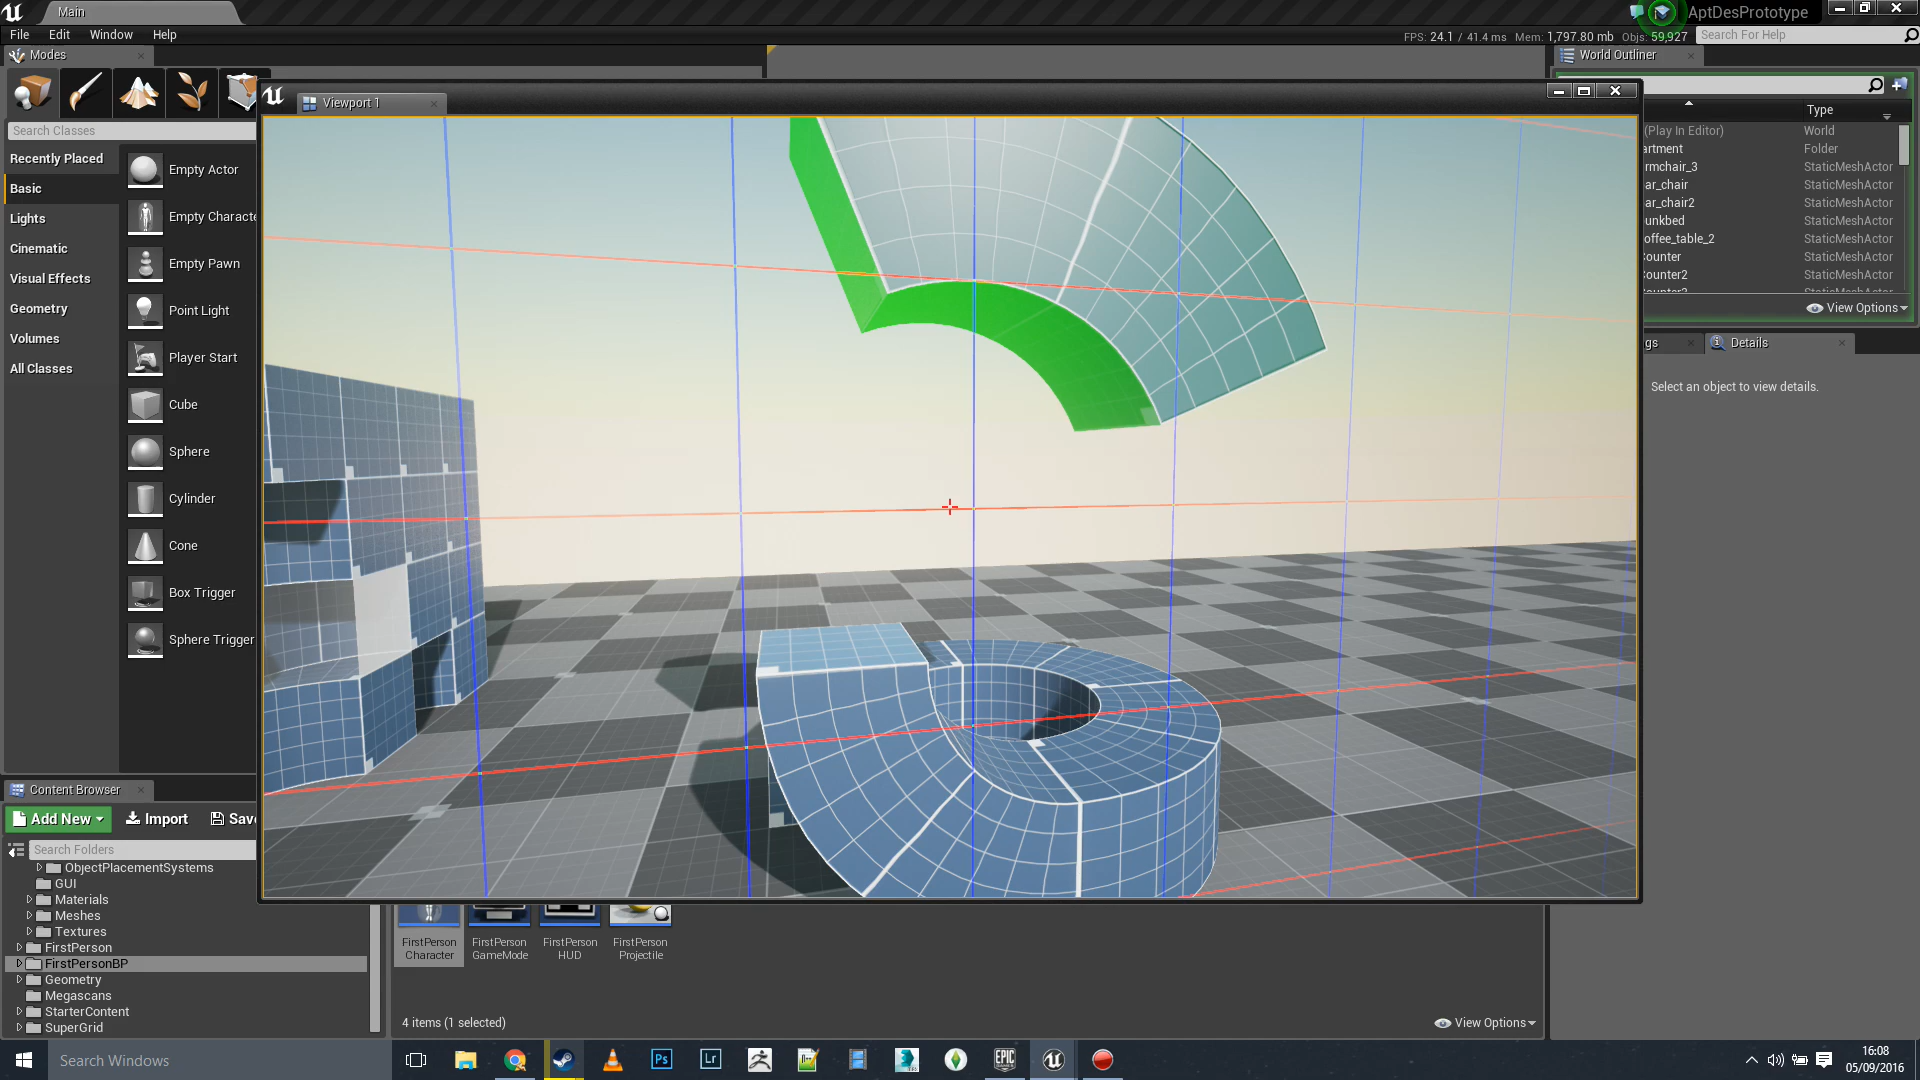 Main
AptDesPrototype
File Edit Window Help
FPS: 24.1 / 41.4 ms Mem: 1,797.80 mb Objs: 59,927
Search For Help
Modes
World Outliner
Viewport 1
Search Classes
Type
Recently Placed
Basic
Lights
Cinematic
Visual Effects
Geometry
Volumes
All Classes
Empty Actor
Empty Characte
Empty Pawn
Point Light
Player Start
Cube
Sphere
Cylinder
Cone
Box Trigger
Sphere Trigger
(Play In Editor) World
artment Folder
rmchair_3 StaticMeshActor
ar_chair StaticMeshActor
ar_chair2 StaticMeshActor
unkbed StaticMeshActor
offee_table_2 StaticMeshActor
Counter StaticMeshActor
Counter2 StaticMeshActor
View Options
gs
Details
Select an object to view details.
Content Browser
Add New Import Save
Search Folders
ObjectPlacementSystems
GUI
Materials
Meshes
Textures
FirstPerson
FirstPersonBP
Geometry
Megascans
StarterContent
SuperGrid
FirstPerson
Character
FirstPerson
GameMode
FirstPerson
HUD
FirstPerson
Projectile
4 items (1 selected)
View Options
Search Windows
Ps
Lr
EPIC
16:08
05/09/2016